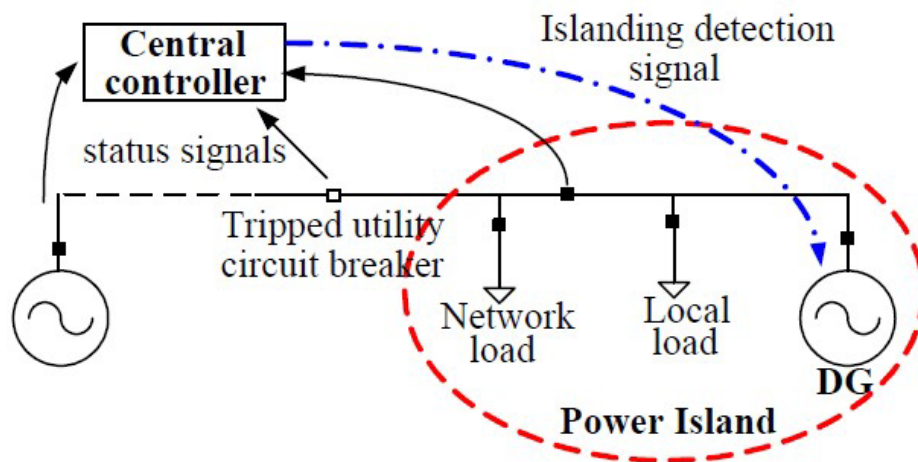 Central
controller
Islanding detection
signal
status signals
Tripped utility
circuit breaker
Network
load
Local
load
DG
Power Island